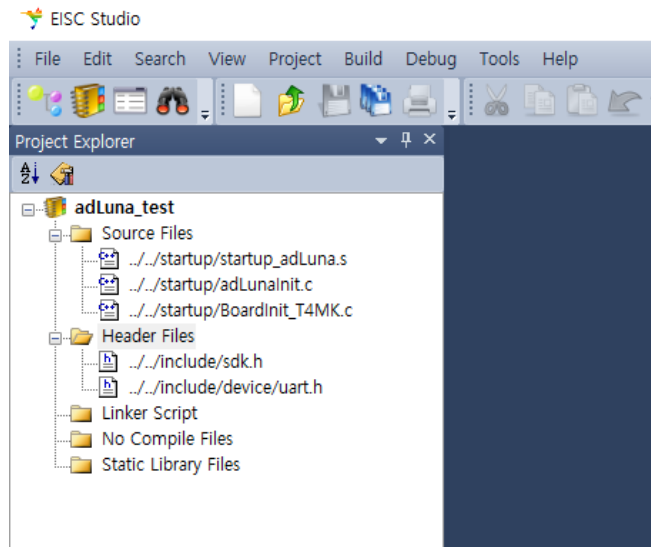 EISC Studio
File Edit Search View Project Build Debug Tools Help
Project Explorer
adLuna_test
Source Files
../../startup/startup_adLuna.s
../../startup/adLunaInit.c
../../startup/BoardInit_T4MK.c
Header Files
../../include/sdk.h
../../include/device/uart.h
Linker Script
No Compile Files
Static Library Files